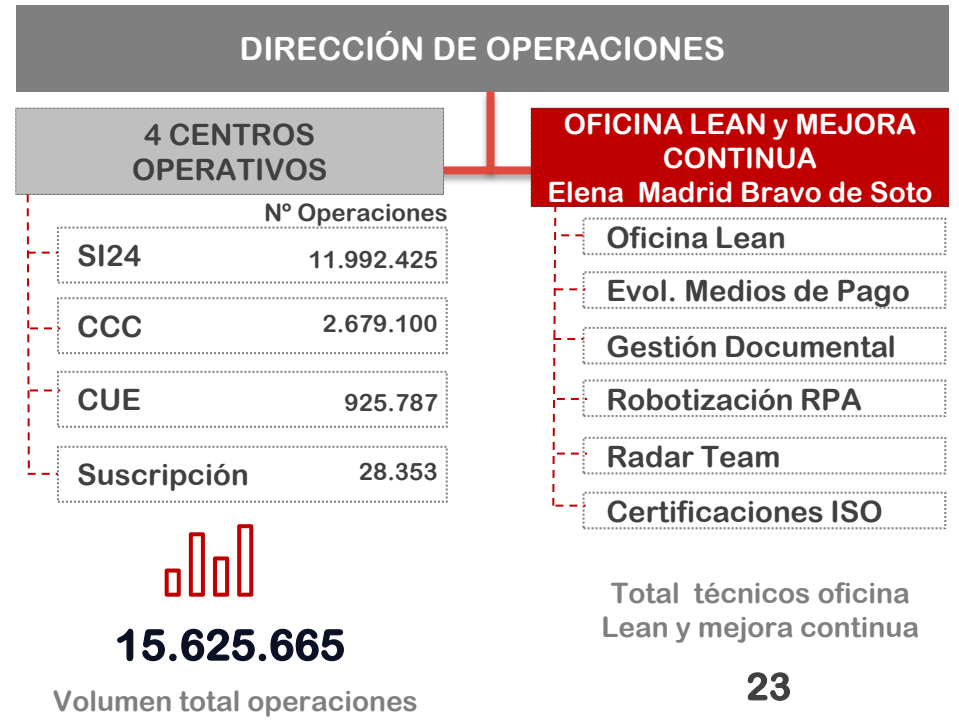 DIRECCIÓN DE OPERACIONES
4 CENTROS
OPERATIVOS
Nº Operaciones
SI24 11.992.425
CCC 2.679.100
CUE 925.787
Suscripción 28.353
15.625.665
Volumen total operaciones
OFICINA LEAN y MEJORA
CONTINUA
Elena Madrid Bravo de Soto
Oficina Lean
Evol. Medios de Pago
Gestión Documental
Robotización RPA
Radar Team
Certificaciones ISO
Total técnicos oficina
Lean y mejora continua
23